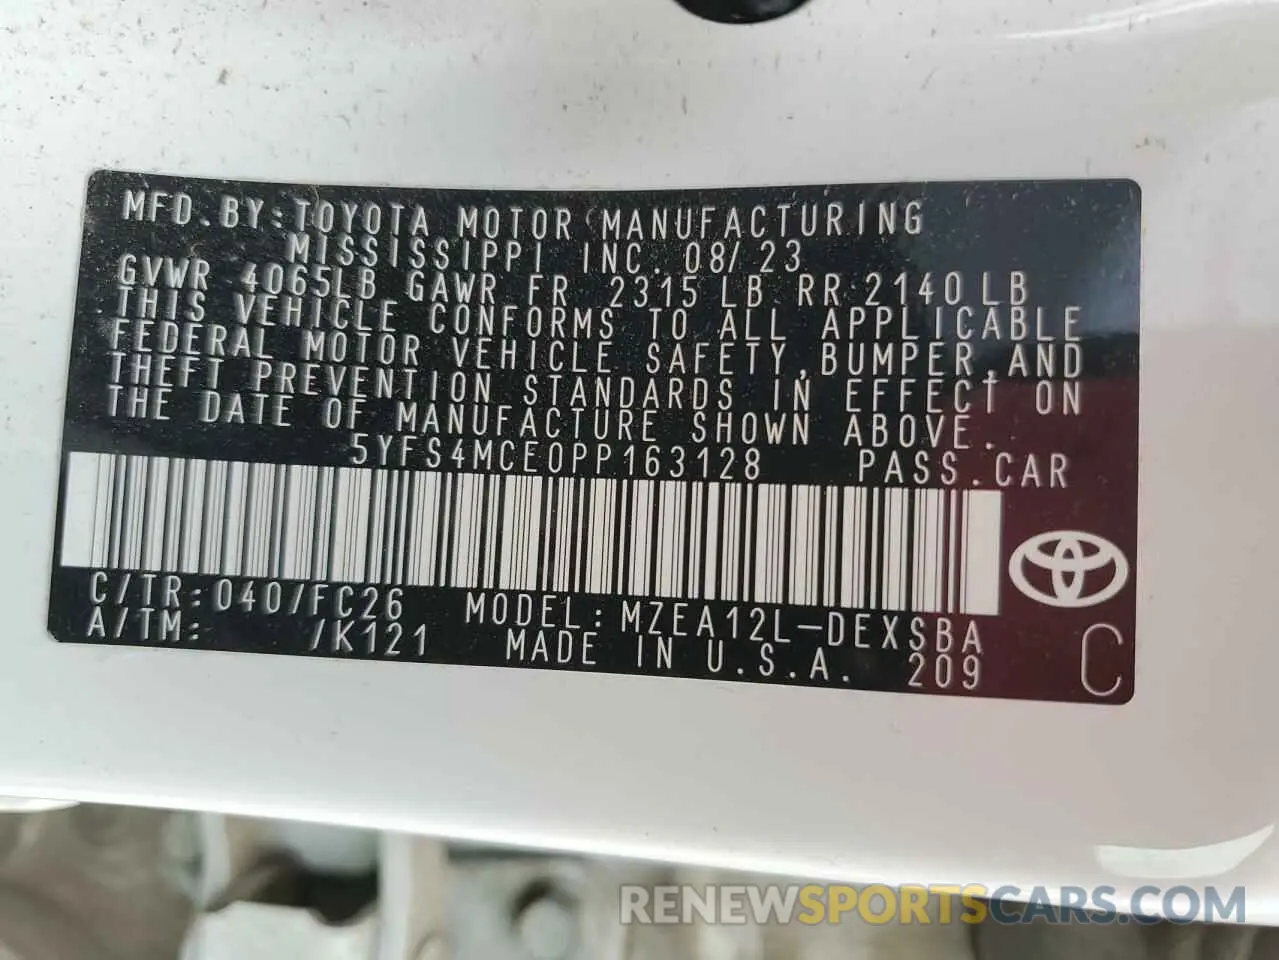 MFD.BY:TOYOTA MOTOR MANUFACTURING
MISSISSIPPI INC. 08/23
GVWR 4065LB GAWR FR 2315LB RR 2140LB
THIS VEHICLE CONFORMS TO ALL APPLICABLE
FEDERAL MOTOR VEHICLE SAFETY,BUMPER,AND
THEFT PREVENTION STANDARDS IN EFFECT ON
THE DATE OF MANUFACTURE SHOWN ABOVE.
5YFS4MCE0PP163128 PASS.CAR
C/TR:040/FC26 MODEL:MZEA12L-DEXSBA
A/TM: /K121 MADE IN U.S.A. 209 C
RENEWSPORTSCARS.COM